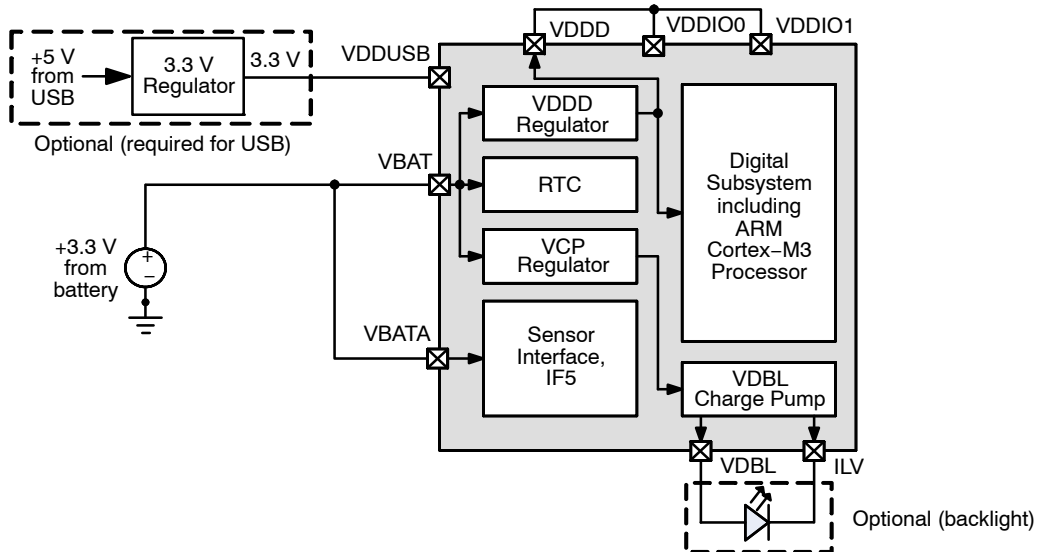 VDDD
VDDIO0
VDDIO1
+5 V
from
USB
3.3 V
Regulator
3.3 V
VDDUSB
Optional (required for USB)
VDDD
Regulator
VBAT
RTC
Digital
Subsystem
including
ARM
Cortex−M3
Processor
+3.3 V
from
battery
+
−
VCP
Regulator
VBATA
Sensor
Interface,
IF5
VDBL
Charge Pump
VDBL
ILV
Optional (backlight)